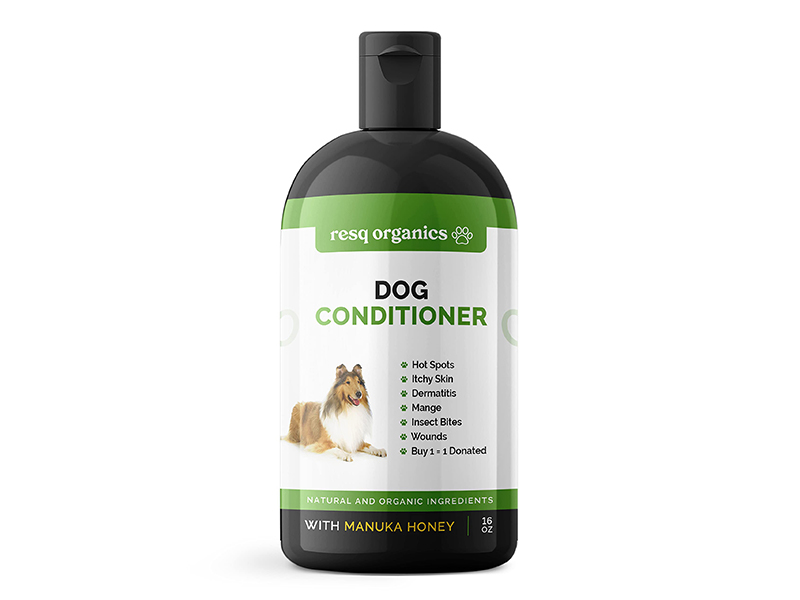 resq organics
DOG
CONDITIONER
Hot Spots
Itchy Skin
Dermatitis
Mange
Insect Bites
Wounds
Buy 1 = 1 Donated
NATURAL AND ORGANIC INGREDIENTS
WITH MANUKA HONEY
16
OZ